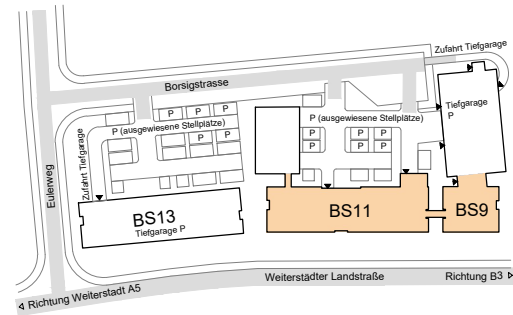 Zufahrt Tiefgarage
Borsigstrasse
Tiefgarage
P
P P P
P (ausgewiesene Stellplätze)
P (ausgewiesene Stellplätze)
P P P
P P
P P
P P
Zufahrt Tiefgarage
Eulerweg
BS13
Tiefgarage P
BS11
BS9
Weiterstädter Landstraße
Richtung B3
Richtung Weiterstadt A5